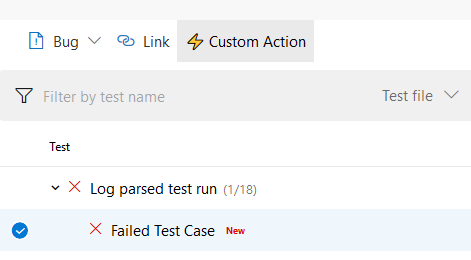 Bug Link Custom Action
Filter by test name Test file
Test
Log parsed test run (1/18)
Failed Test Case New